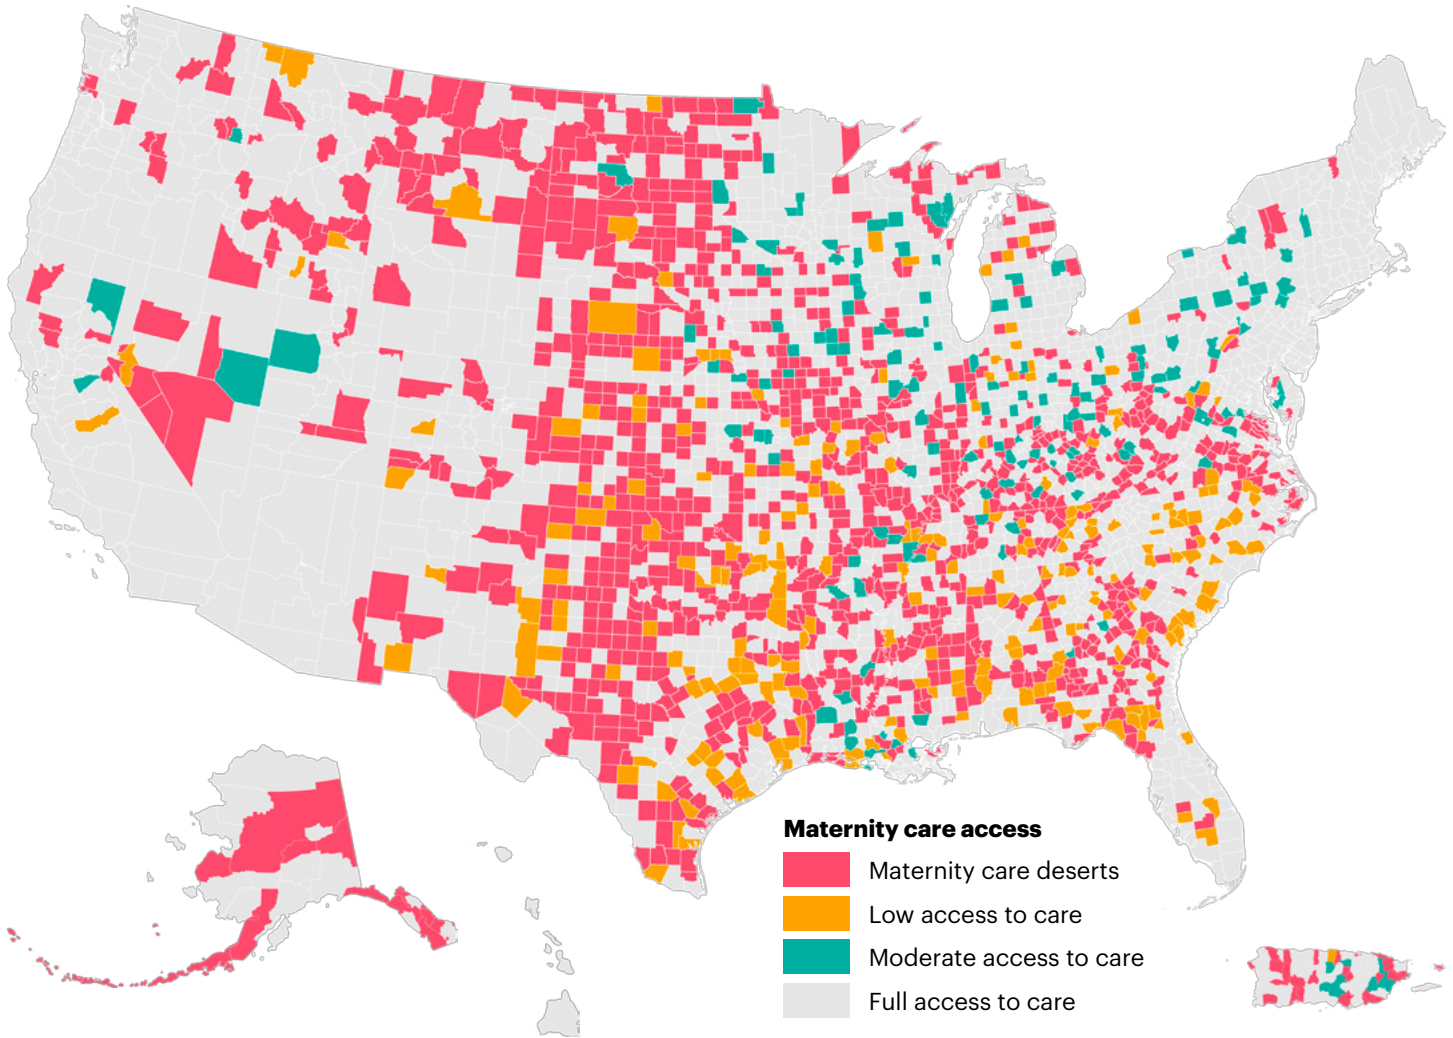 Maternity care access
Maternity care deserts
Low access to care
Moderate access to care
Full access to care